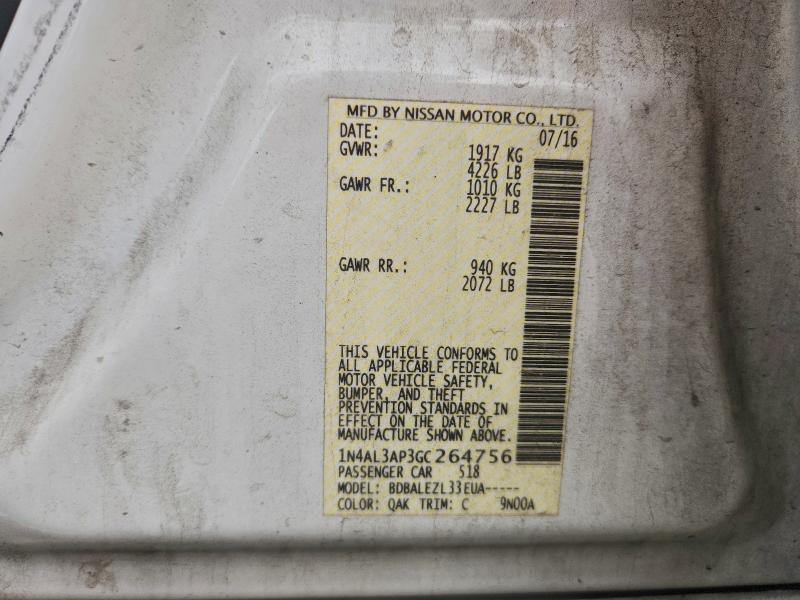 MFD BY NISSAN MOTOR CO., LTD.
DATE: 07/16
GVWR: 1917 KG
4226 LB
GAWR FR.: 1010 KG
2227 LB
GAWR RR.: 940 KG
2072 LB
THIS VEHICLE CONFORMS TO
ALL APPLICABLE FEDERAL
MOTOR VEHICLE SAFETY,
BUMPER, AND THEFT
PREVENTION STANDARDS IN
EFFECT ON THE DATE OF
MANUFACTURE SHOWN ABOVE.
1N4AL3AP3GC264756
PASSENGER CAR 518
MODEL: BDBALEZL33EUA-----
COLOR: QAK TRIM: C 9N00A